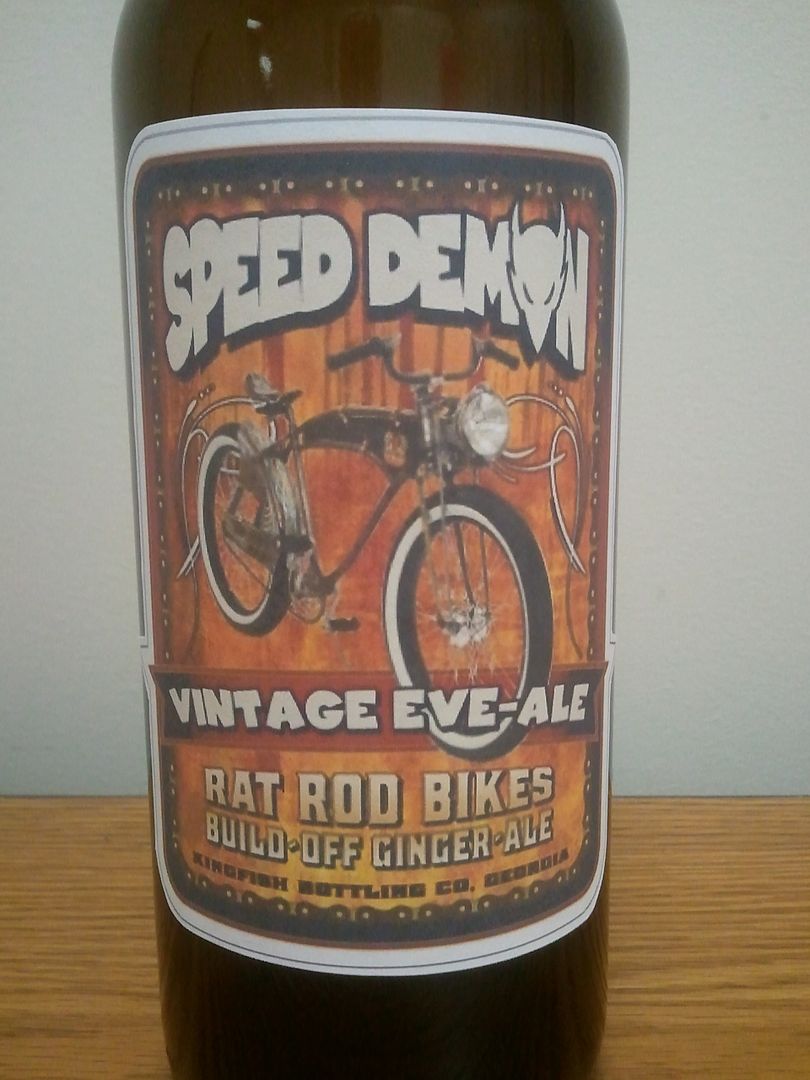 SPEED DEMON
VINTAGE EVE-ALE
RAT ROD BIKES
BUILD-OFF GINGER-ALE
KINGFISH BOTTLING CO. GEORGIA